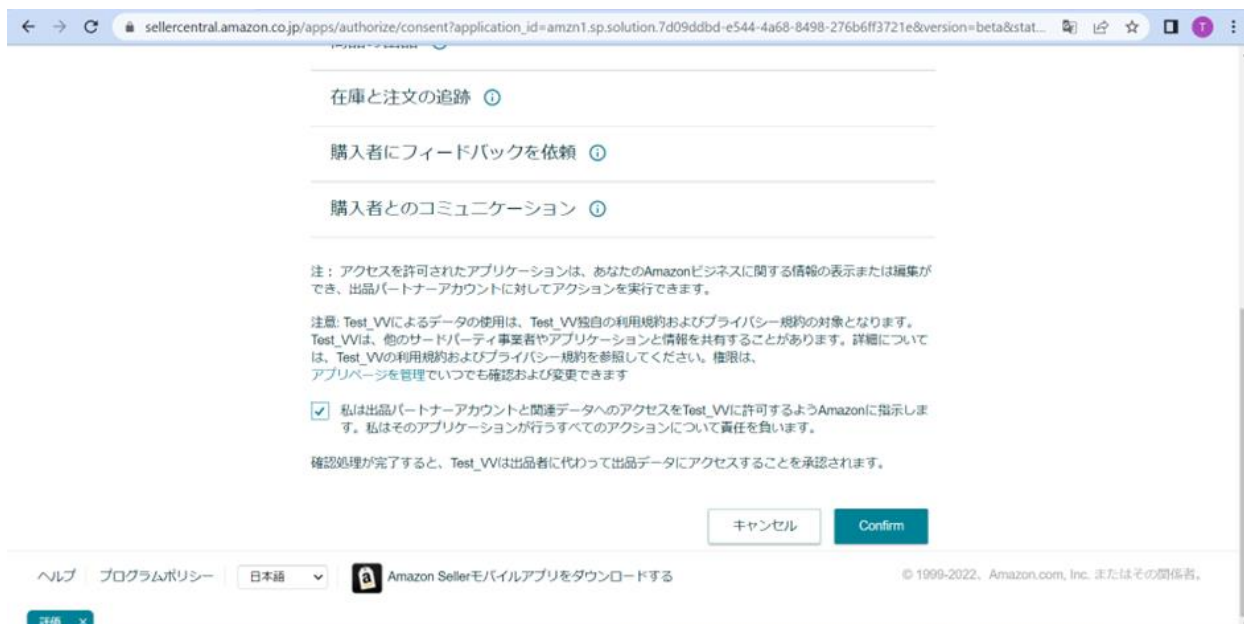 sellercentral.amazon.co.jp/apps/authorize/consent?application_id=amzn1.sp.solution.7d09ddbd-e544-4a68-8498-276b6ff3721e&version=beta&stat...
T
商品の出品
在庫と注文の追跡
購入者にフィードバックを依頼
購入者とのコミュニケーション
注： アクセスを許可されたアプリケーションは、あなたのAmazonビジネスに関する情報の表示または編集が
でき、出品パートナーアカウントに対してアクションを実行できます。
注意: Test_VVによるデータの使用は、Test_VV独自の利用規約およびプライバシー規約の対象となります。
Test_VVは、他のサードパーティ事業者やアプリケーションと情報を共有することがあります。詳細について
は、Test_VVの利用規約およびプライバシー規約を参照してください。権限は、
アプリページを管理でいつでも確認および変更できます
私は出品パートナーアカウントと関連データへのアクセスをTest_VVに許可するようAmazonに指示しま
す。私はそのアプリケーションが行うすべてのアクションについて責任を負います。
確認処理が完了すると、Test_VVは出品者に代わって出品データにアクセスすることを承認されます。
キャンセル Confirm
ヘルプ プログラムポリシー 日本語 a Amazon Sellerモバイルアプリをダウンロードする © 1999-2022、Amazon.com, Inc. またはその関係者。
評価 ×